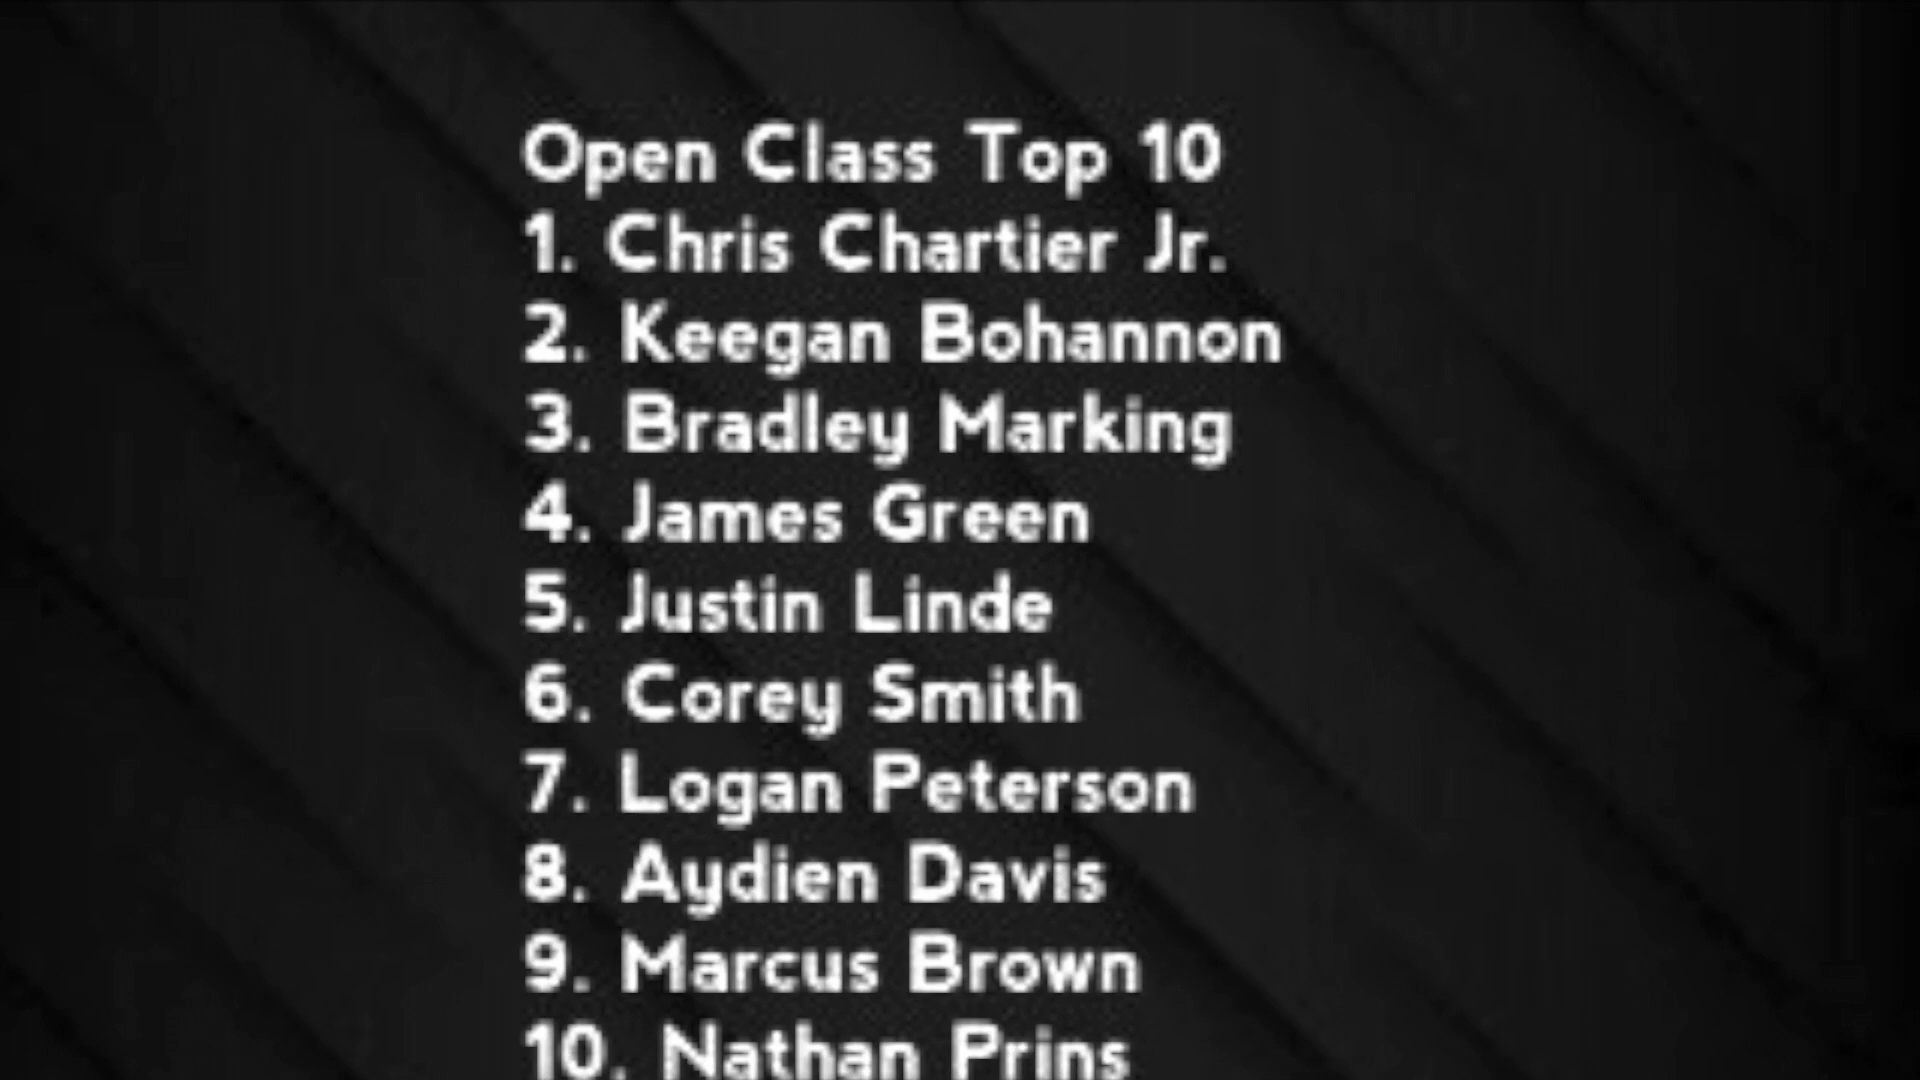 Open Class Top 10
1. Chris Chartier Jr.
2. Keegan Bohannon
3. Bradley Marking
4. James Green
5. Justin Linde
6. Corey Smith
7. Logan Peterson
8. Aydien Davis
9. Marcus Brown
10. Nathan Prins